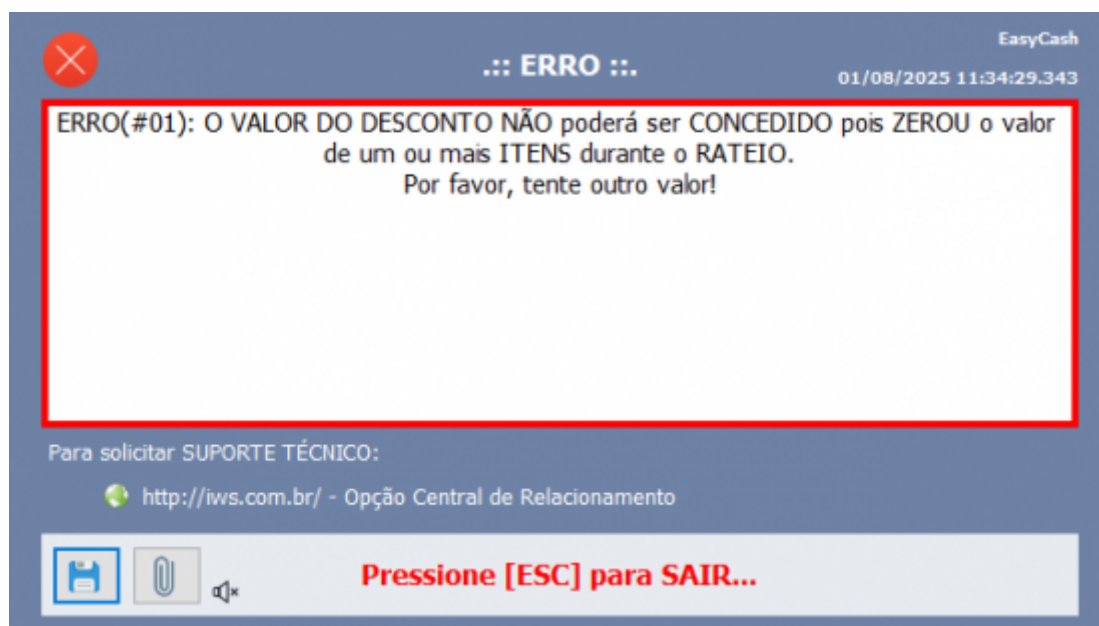 EasyCash
.:: ERRO ::.
01/08/2025 11:34:29.343
ERRO(#01): O VALOR DO DESCONTO NÃO poderá ser CONCEDIDO pois ZEROU o valor
de um ou mais ITENS durante o RATEIO.
Por favor, tente outro valor!
Para solicitar SUPORTE TÉCNICO:
http://iws.com.br/ - Opção Central de Relacionamento
Pressione [ESC] para SAIR...